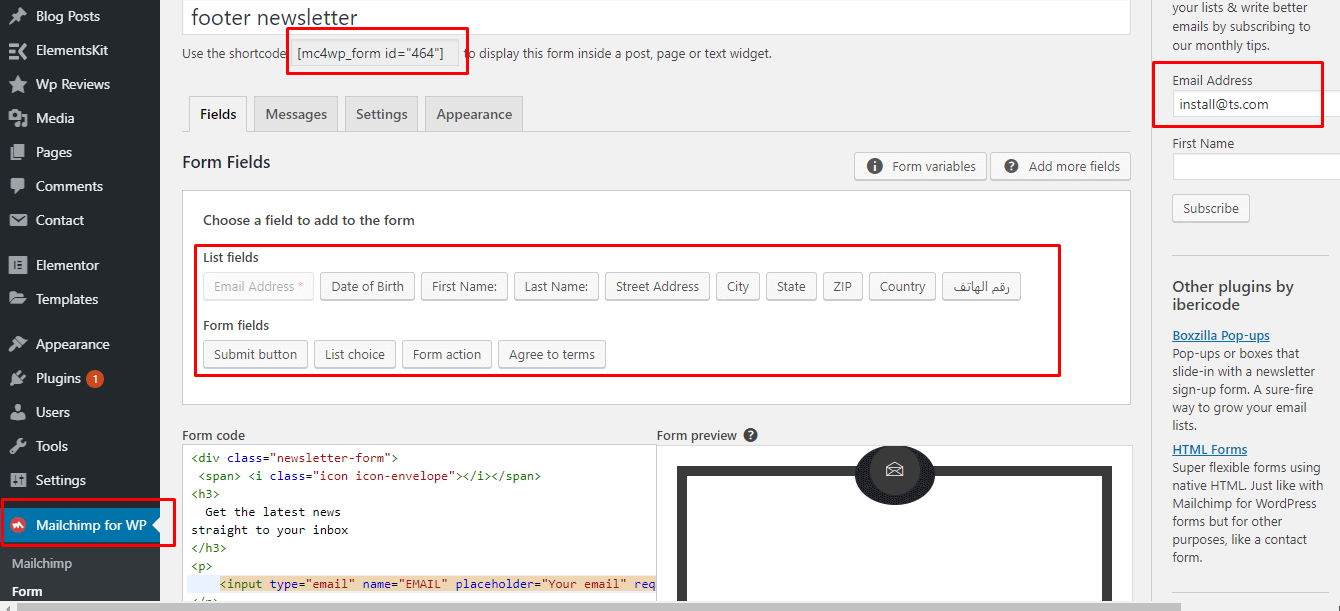 Blog Posts
ElementsKit
Wp Reviews
Media
Pages
Comments
Contact
Elementor
Templates
Appearance
Plugins 1
Users
Tools
Settings
Mailchimp for WP
Mailchimp
Form
footer newsletter
Use the shortcode [mc4wp_form id="464"] to display this form inside a post, page or text widget.
Fields Messages Settings Appearance
Form Fields
Form variables Add more fields
Choose a field to add to the form
List fields
Email Address * Date of Birth First Name: Last Name: Street Address City State ZIP Country رقم الهاتف
Form fields
Submit button List choice Form action Agree to terms
Form code
<div class="newsletter-form">
<span> <i class="icon icon-envelope"></i></span>
<h3>
Get the latest news
straight to your inbox
</h3>
<p>
<input type="email" name="EMAIL" placeholder="Your email" req
Form preview ?
your lists & write better
emails by subscribing to
our monthly tips.
Email Address
install@ts.com
First Name
Subscribe
Other plugins by
ibericode
Boxzilla Pop-ups
Pop-ups or boxes that
slide-in with a newsletter
sign-up form. A sure-fire
way to grow your email
lists.
HTML Forms
Super flexible forms using
native HTML. Just like with
Mailchimp for WordPress
forms but for other
purposes, like a contact
form.